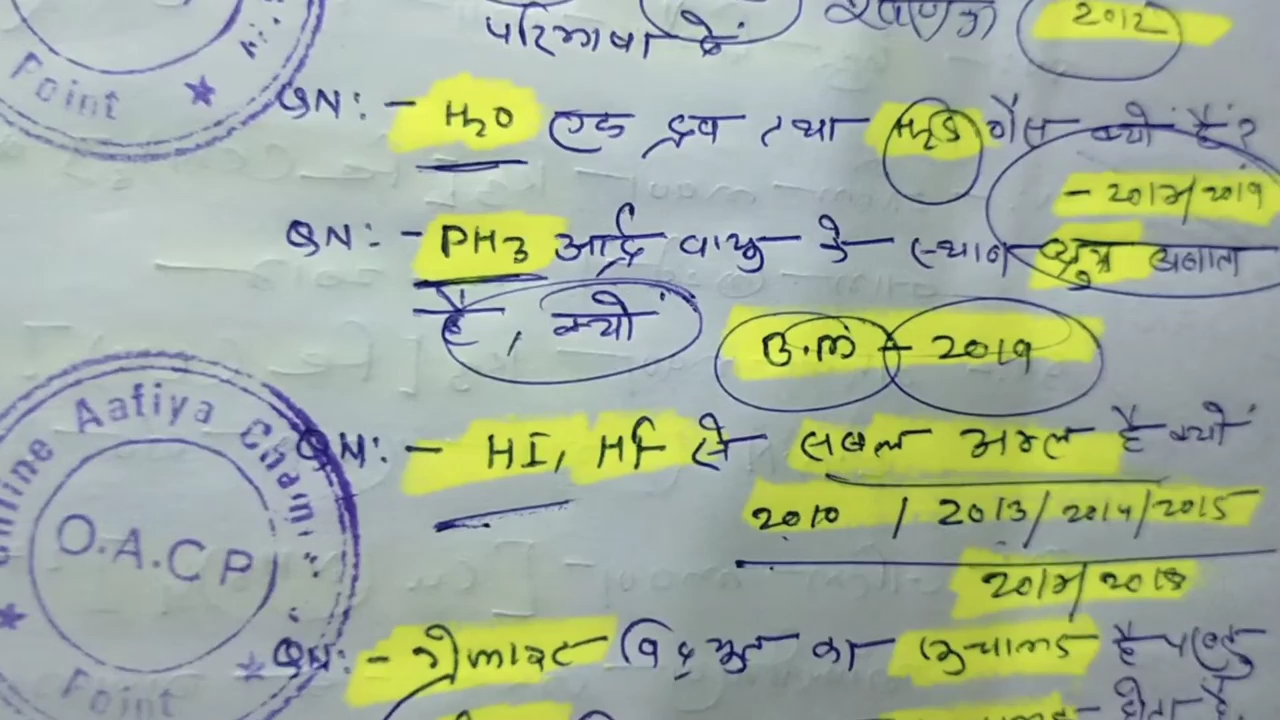 परिभाषा दें 2012
QN:- H2O एक द्रव तथा H2S गैस क्यों है?
- 2017/2019
QN:- PH3 आर्द्र वायु के स्थान धूम्र बनाता
है, क्यों B.M - 2019
QN:- HI, HF से सबल अम्ल है क्यों
2010 / 2013/2014/2015
2017/2018
QN:- ग्रेफाइट विद्युत का सुचालक है परन्तु
होता है
Online Aafiya Chain
O.A.C.P
Point
Point